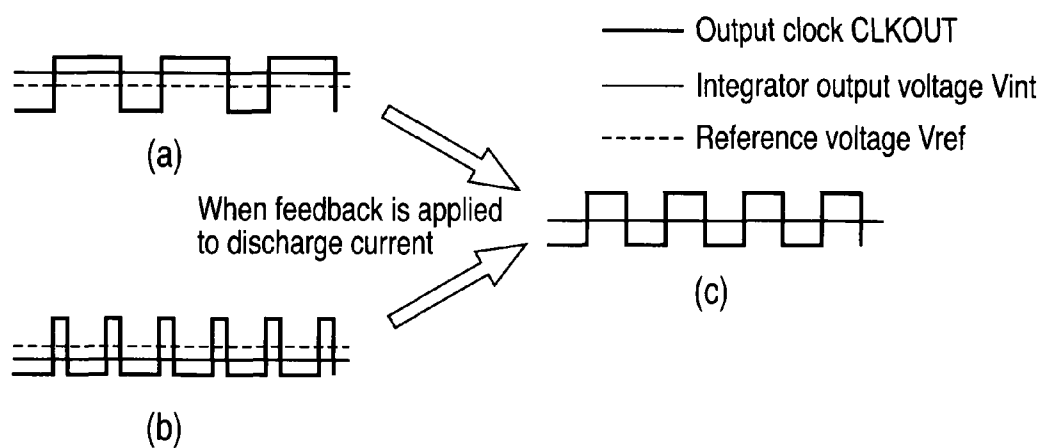 Output clock CLKOUT
Integrator output voltage Vint
Reference voltage Vref
(a)
When feedback is applied
to discharge current
(c)
(b)